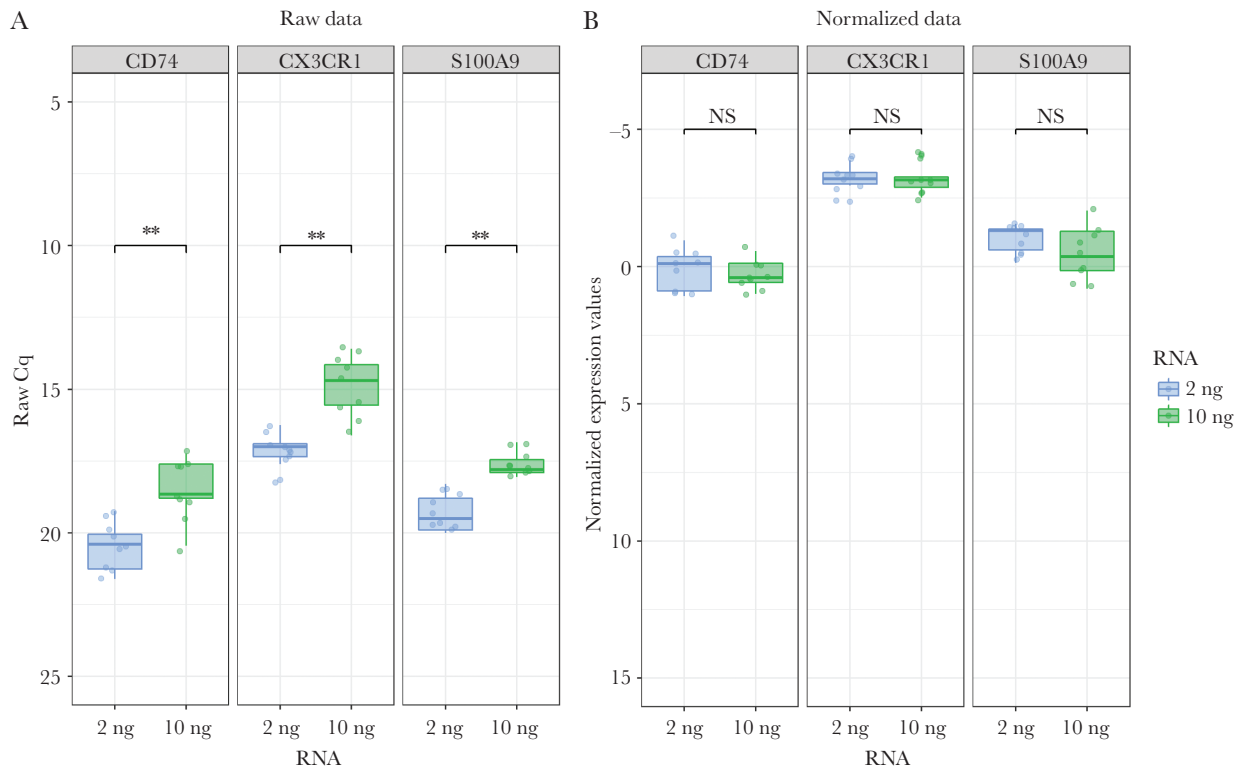 A
Raw data
CD74
CX3CR1
S100A9
5
10
15
20
25
Raw Cq
**
**
**
2 ng
10 ng
2 ng
10 ng
2 ng
10 ng
RNA
B
Normalized data
CD74
CX3CR1
S100A9
−5
0
5
10
15
Normalized expression values
NS
NS
NS
2 ng
10 ng
2 ng
10 ng
2 ng
10 ng
RNA
RNA
2 ng
10 ng